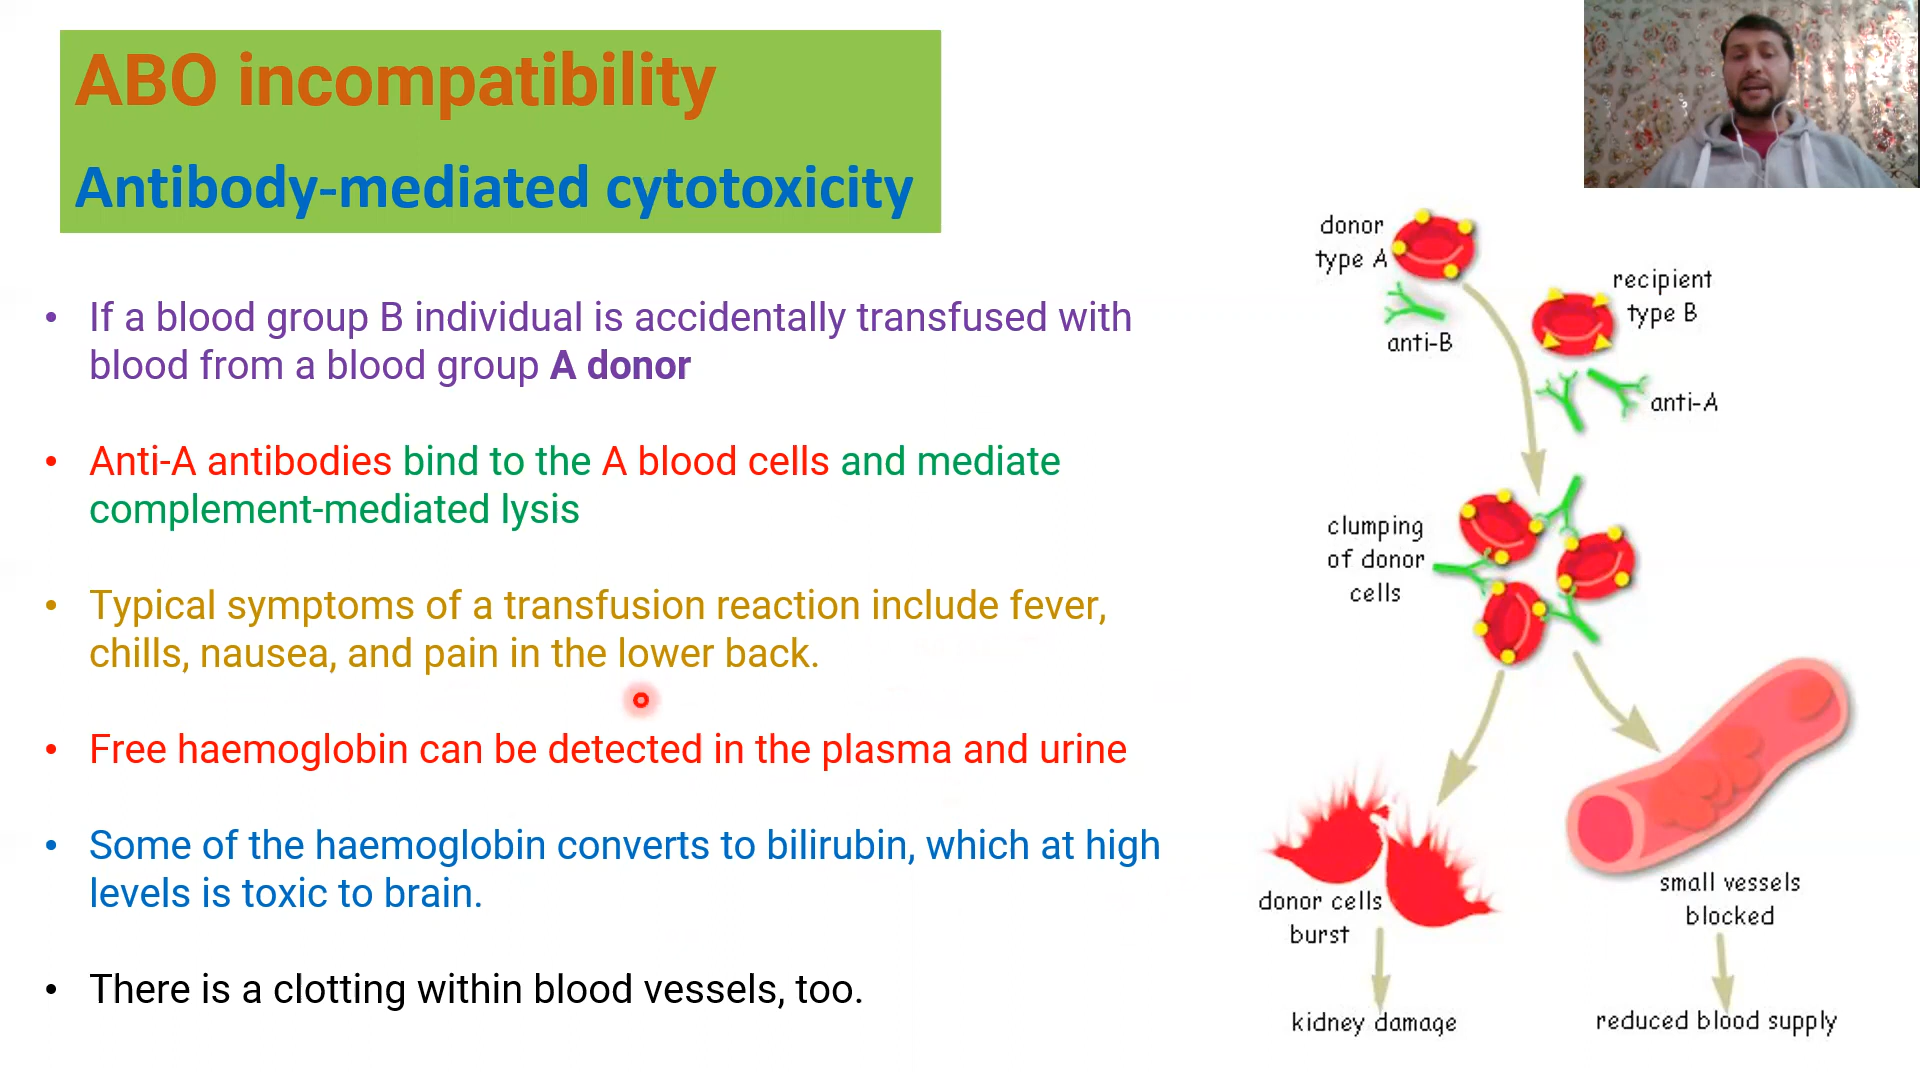 ABO incompatibility
Antibody-mediated cytotoxicity
• If a blood group B individual is accidentally transfused with
blood from a blood group A donor
• Anti-A antibodies bind to the A blood cells and mediate
complement-mediated lysis
• Typical symptoms of a transfusion reaction include fever,
chills, nausea, and pain in the lower back.
• Free haemoglobin can be detected in the plasma and urine
• Some of the haemoglobin converts to bilirubin, which at high
levels is toxic to brain.
• There is a clotting within blood vessels, too.
donor
type A
anti-B
recipient
type B
anti-A
clumping
of donor
cells
donor cells
burst
kidney damage
small vessels
blocked
reduced blood supply